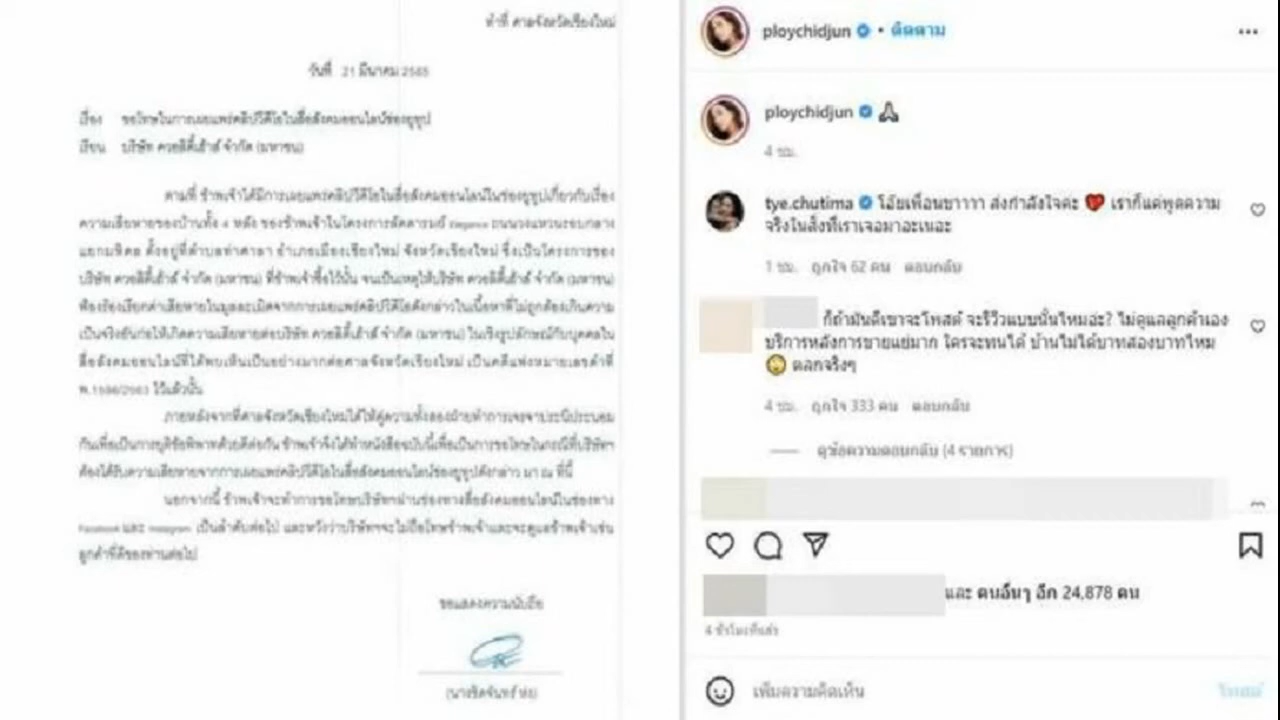 ทำที่ ศาลจังหวัดเชียงใหม่
วันที่ 21 มีนาคม 2565
เรื่อง ขอโทษในการเผยแพร่คลิปวีดีโอในสื่อสังคมออนไลน์ช่องยูทูป
เรียน บริษัท ควอลิตี้เฮ้าส์ จำกัด (มหาชน)
ตามที่ ข้าพเจ้าได้มีการเผยแพร่คลิปวีดีโอในสื่อสังคมออนไลน์ในช่องยูทูปเกี่ยวกับเรื่อง
ความเสียหายของบ้านทั้ง 4 หลัง ของข้าพเจ้าในโครงการลัดดารมย์ Elegance ถนนวงแหวนรอบกลาง
แยกมหิดล ตั้งอยู่ที่ตำบลท่าศาลา อำเภอเมืองเชียงใหม่ จังหวัดเชียงใหม่ ซึ่งเป็นโครงการของ
บริษัท ควอลิตี้เฮ้าส์ จำกัด (มหาชน) ที่ข้าพเจ้าซื้อไว้นั้น จนเป็นเหตุให้บริษัท ควอลิตี้เฮ้าส์ จำกัด (มหาชน)
ฟ้องร้องเรียกค่าเสียหายในมูลละเมิดจากการเผยแพร่คลิปวีดีโอดังกล่าวในเนื้อหาที่ไม่ถูกต้องเกินความ
เป็นจริงอันก่อให้เกิดความเสียหายต่อบริษัท ควอลิตี้เฮ้าส์ จำกัด (มหาชน) ในเชิงรูปลักษณ์กับบุคคลใน
สื่อสังคมออนไลน์ที่ได้พบเห็นเป็นอย่างมากต่อศาลจังหวัดเชียงใหม่ เป็นคดีแพ่งหมายเลขดำที่
ไว้แล้วนั้น
ภายหลังจากที่ศาลจังหวัดเชียงใหม่ได้ให้คู่ความทั้งสองฝ่ายทำการเจรจาประนีประนอม
กันเพื่อเป็นการยุติข้อพิพาทด้วยดีต่อกัน ข้าพเจ้าจึงได้ทำหนังสือฉบับนี้เพื่อเป็นการขอโทษในกรณีที่บริษัทฯ
ต้องได้รับความเสียหายจากการเผยแพร่คลิปวีดีโอในสื่อสังคมออนไลน์ช่องยูทูปดังกล่าว มา ณ ที่นี้
นอกจากนี้ ข้าพเจ้าจะทำการขอโทษบริษัทฯผ่านช่องทางสื่อสังคมออนไลน์ในช่องทาง
Facebook และ Instagram เป็นลำดับต่อไป และหวังว่าบริษัทฯจะไม่ถือโทษข้าพเจ้าและจะดูแลข้าพเจ้าเช่น
ลูกค้าที่ดีของท่านต่อไป
ขอแสดงความนับถือ
ploychidjun • ติดตาม
ploychidjun 🙏
4 ชม.
tye.chutima โอ๊ยเพื่อนขาาาา ส่งกำลังใจค่ะ ❤️ เราก็แค่พูดความ
จริงในสิ่งที่เราเจอมาอะเนอะ
1 ชม. ถูกใจ 62 คน ตอบกลับ
ก็ถ้ามันดีเขาจะโพสต์ จะรีวิวแบบนั้นไหมอ่ะ? ไม่ดูแลลูกค้าเอง
บริการหลังการขายแย่มาก ใครจะทนได้ บ้านไม่ได้บาทสองบาทไหม
🙄 ตลกจริงๆ
4 ชม. ถูกใจ 333 คน ตอบกลับ
ดูข้อความตอบกลับ (4 รายการ)
และ คนอื่นๆ อีก 24,878 คน
4 ชั่วโมงที่แล้ว
เพิ่มความคิดเห็น
โพสต์